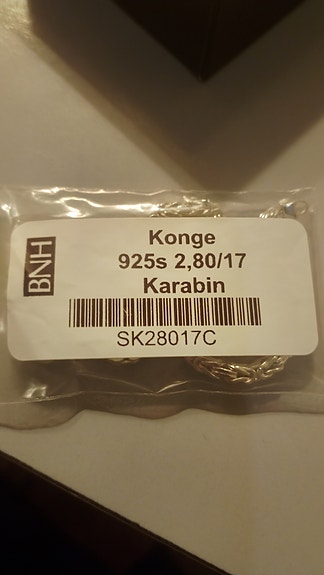 BNH
Konge
925s 2,80/17
Karabin
SK28017C